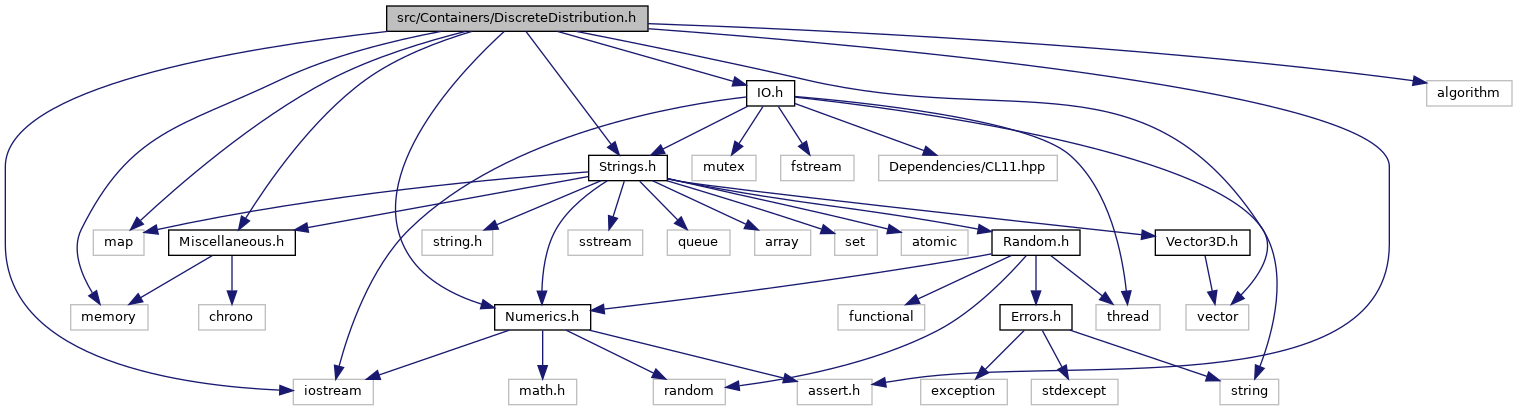 src/Containers/DiscreteDistribution.h
IO.h
algorithm
Strings.h
mutex
fstream
Dependencies/CL11.hpp
map
Miscellaneous.h
string.h
sstream
queue
array
set
atomic
Random.h
Vector3D.h
memory
chrono
Numerics.h
functional
Errors.h
thread
vector
iostream
math.h
random
assert.h
exception
stdexcept
string